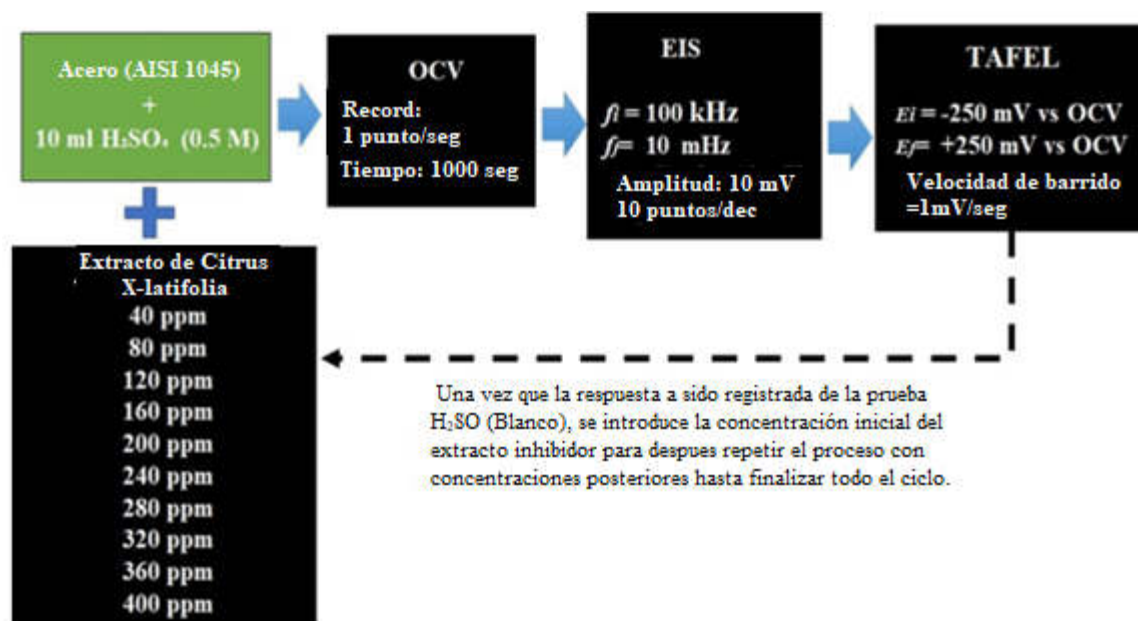 Acero (AISI 1045)
+
10 ml H₂SO₄ (0.5 M)
OCV
Record:
1 punto/seg
Tiempo: 1000 seg
EIS
fi = 100 kHz
ff= 10 mHz
Amplitud: 10 mV
10 puntos/dec
TAFEL
Ei = -250 mV vs OCV
Ef= +250 mV vs OCV
Velocidad de barrido
=1mV/seg
Extracto de Citrus
X-latifolia
40 ppm
80 ppm
120 ppm
160 ppm
200 ppm
240 ppm
280 ppm
320 ppm
360 ppm
400 ppm
Una vez que la respuesta a sido registrada de la prueba
H₂SO (Blanco), se introduce la concentración inicial del
extracto inhibidor para despues repetir el proceso con
concentraciones posteriores hasta finalizar todo el ciclo.